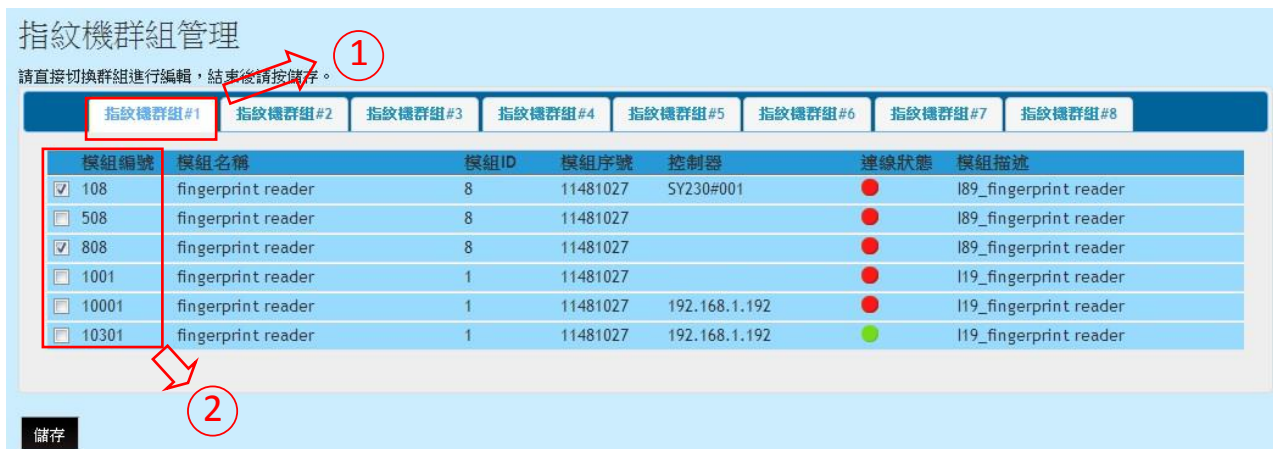 指紋機群組管理
①
請直接切換群組進行編輯，結束後請按儲存。
指紋機群組#1 指紋機群組#2 指紋機群組#3 指紋機群組#4 指紋機群組#5 指紋機群組#6 指紋機群組#7 指紋機群組#8
模組編號 模組名稱 模組ID 模組序號 控制器 連線狀態 模組描述
108 fingerprint reader 8 11481027 SY230#001 I89_fingerprint reader
508 fingerprint reader 8 11481027 I89_fingerprint reader
808 fingerprint reader 8 11481027 I89_fingerprint reader
1001 fingerprint reader 1 11481027 I19_fingerprint reader
10001 fingerprint reader 1 11481027 192.168.1.192 I19_fingerprint reader
10301 fingerprint reader 1 11481027 192.168.1.192 I19_fingerprint reader
②
儲存